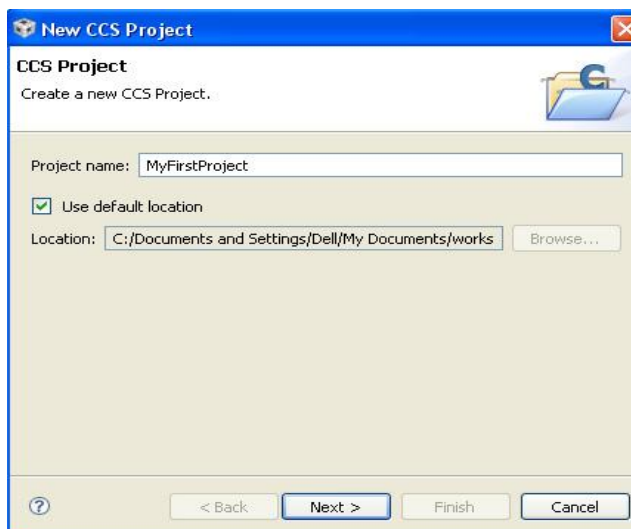 New CCS Project
CCS Project
Create a new CCS Project.
Project name: MyFirstProject
Use default location
Location: C:/Documents and Settings/Dell/My Documents/works Browse...
< Back Next > Finish Cancel